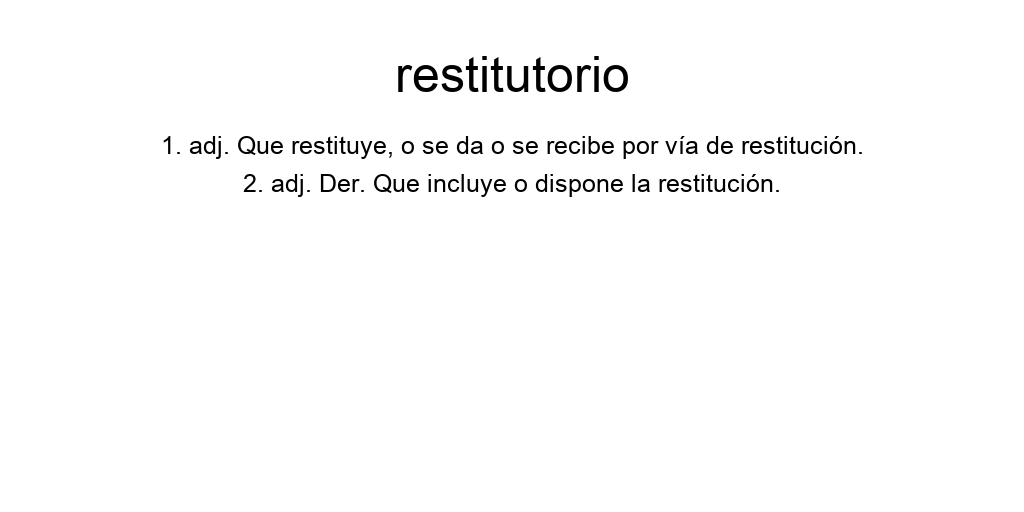 restitutorio
1. adj. Que restituye, o se da o se recibe por vía de restitución.
2. adj. Der. Que incluye o dispone la restitución.